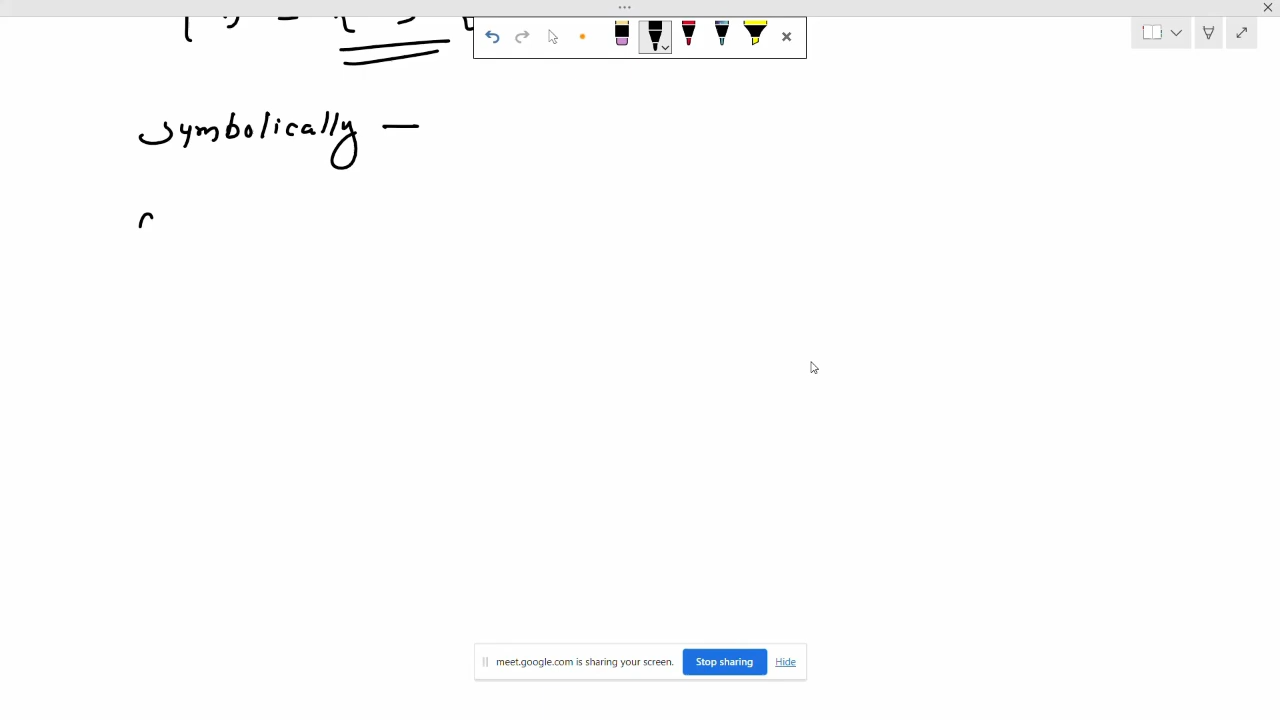 symbolically —
meet.google.com is sharing your screen. Stop sharing Hide